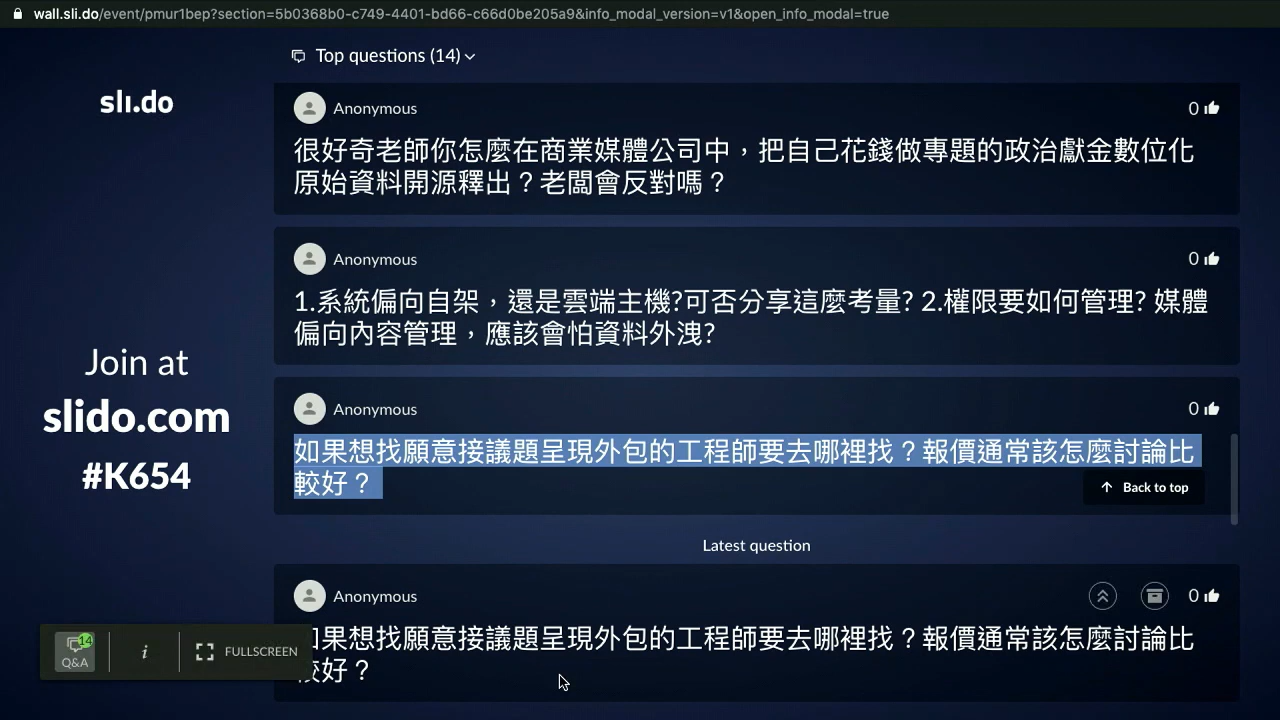 wall.sli.do/event/pmur1bep?section=5b0368b0-c749-4401-bd66-c66d0be205a9&info_modal_version=v1&open_info_modal=true
Top questions (14)
sli.do
Anonymous
0
很好奇老師你怎麼在商業媒體公司中，把自己花錢做專題的政治獻金數位化
原始資料開源釋出？老闆會反對嗎？
Anonymous
0
1.系統偏向自架，還是雲端主機?可否分享這麼考量? 2.權限要如何管理? 媒體
偏向內容管理，應該會怕資料外洩?
Join at
slido.com
#K654
Anonymous
0
如果想找願意接議題呈現外包的工程師要去哪裡找？報價通常該怎麼討論比
較好？
Back to top
Latest question
Anonymous
0
如果想找願意接議題呈現外包的工程師要去哪裡找？報價通常該怎麼討論比
較好？
14
Q&A
i
FULLSCREEN